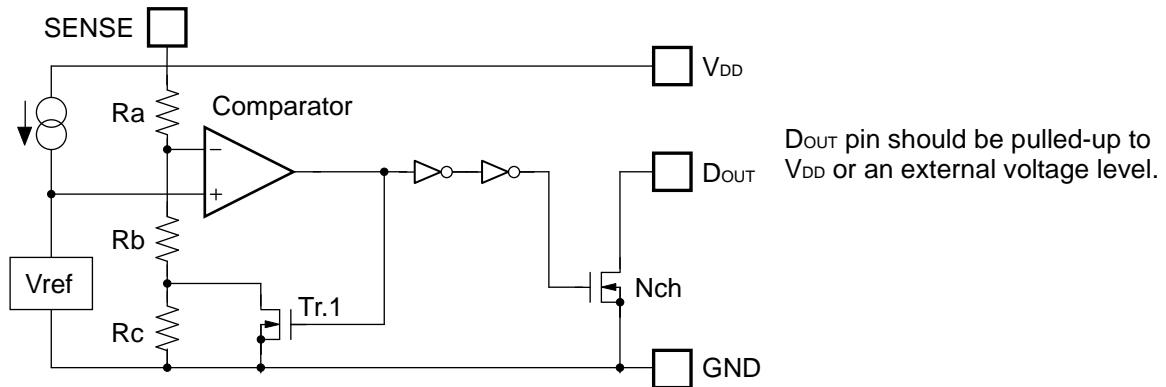 SENSE
VDD
Ra
Comparator
−
+
DOUT pin should be pulled-up to
VDD or an external voltage level.
DOUT
Rb
Vref
Tr.1
Nch
Rc
GND